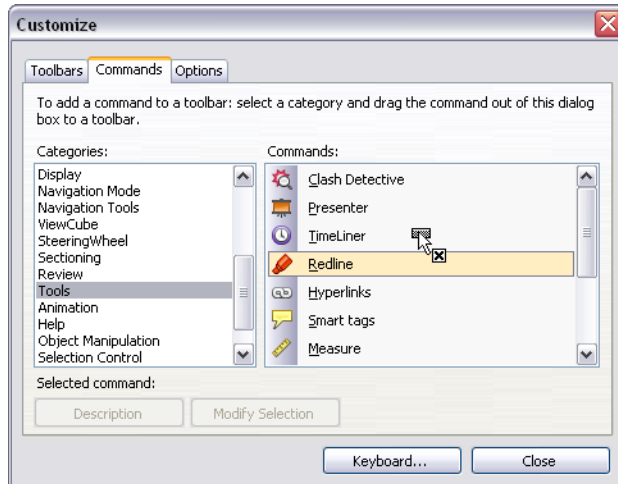 Customize
Toolbars Commands Options
To add a command to a toolbar: select a category and drag the command out of this dialog
box to a toolbar.
Categories:
Display
Navigation Mode
Navigation Tools
ViewCube
SteeringWheel
Sectioning
Review
Tools
Animation
Help
Object Manipulation
Selection Control
Commands:
Clash Detective
Presenter
TimeLiner
Redline
Hyperlinks
Smart tags
Measure
Selected command:
Description Modify Selection
Keyboard... Close